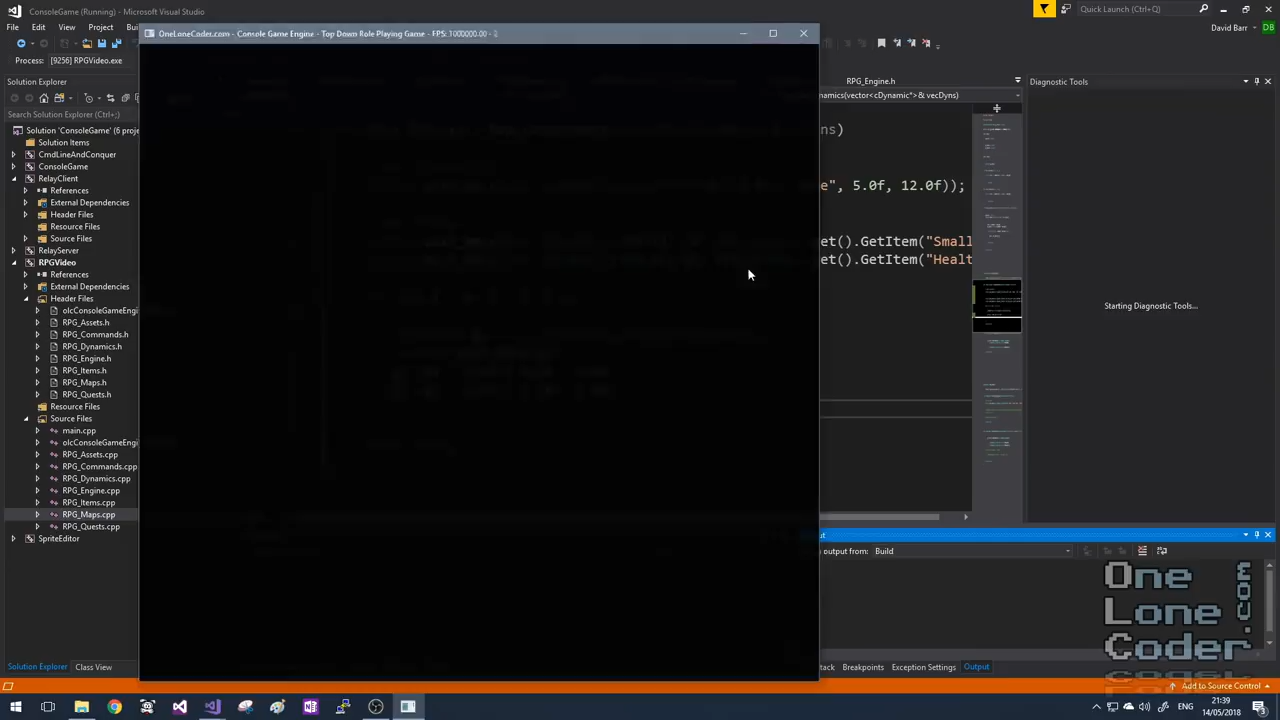 ConsoleGame (Running) - Microsoft Visual Studio
Quick Launch (Ctrl+Q)
File
Edit
View
Project
David Barr
DB
Process:
[9256] RPGVideo.exe
OneLoneCoder.com - Console Game Engine - Top Down Role Playing Game - FPS: 1000000.00 - 2
Solution Explorer
Search Solution Explorer (Ctrl+;)
Solution 'ConsoleGame' (6 proj
Solution Items
CmdLineAndConquer
ConsoleGame
RelayClient
References
External Dependencies
Header Files
Resource Files
Source Files
RelayServer
RPGVideo
References
External Dependencies
Header Files
olcConsoleGameEngin
RPG_Assets.h
RPG_Commands.h
RPG_Dynamics.h
RPG_Engine.h
RPG_Items.h
RPG_Maps.h
RPG_Quests.h
Resource Files
Source Files
main.cpp
olcConsoleGameEngi
RPG_Assets.cpp
RPG_Commands.cpp
RPG_Dynamics.cpp
RPG_Engine.cpp
RPG_Items.cpp
RPG_Maps.cpp
RPG_Quests.cpp
SpriteEditor
Solution Explorer
Class View
RPG_Engine.h
namics(vector<cDynamic*>& vecDyns)
ns)
e", 5.0f, 12.0f));
et().GetItem("Small
et().GetItem("Healt
Diagnostic Tools
Starting Diagnostic Tools...
ut
output from:
Build
tack
Breakpoints
Exception Settings
Output
One
Lone
Coder
.com
Add to Source Control
21:39
14/05/2018
3